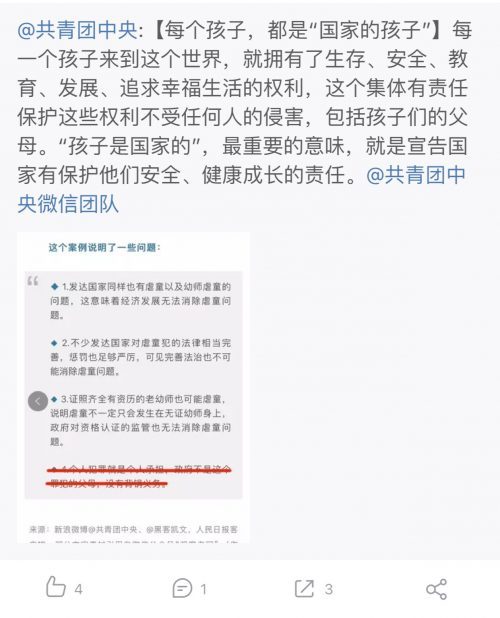 @共青团中央:【每个孩子，都是“国家的孩子”】每
一个孩子来到这个世界，就拥有了生存、安全、教
育、发展、追求幸福生活的权利，这个集体有责任
保护这些权利不受任何人的侵害，包括孩子们的父
母。“孩子是国家的”，最重要的意味，就是宣告国
家有保护他们安全、健康成长的责任。@共青团中
央微信团队
这个案例说明了一些问题：
1.发达国家同样也有虐童以及幼师虐童的
问题，这意味着经济发展无法消除虐童问
题。
2.不少发达国家对虐童犯的法律相当完
善，惩罚也足够严厉，可见完善法治也不可
能消除虐童问题。
3.证照齐全有资历的老幼师也可能虐童，
说明虐童不一定只会发生在无证幼师身上，
政府对资格认证的监管也无法消除虐童问
题。
4.个人犯罪就是个人承担，政府不是这个
罪犯的父母，没有背锅义务。
来源：新浪微博@共青团中央、@黑客凯文，人民日报客
4
1
3